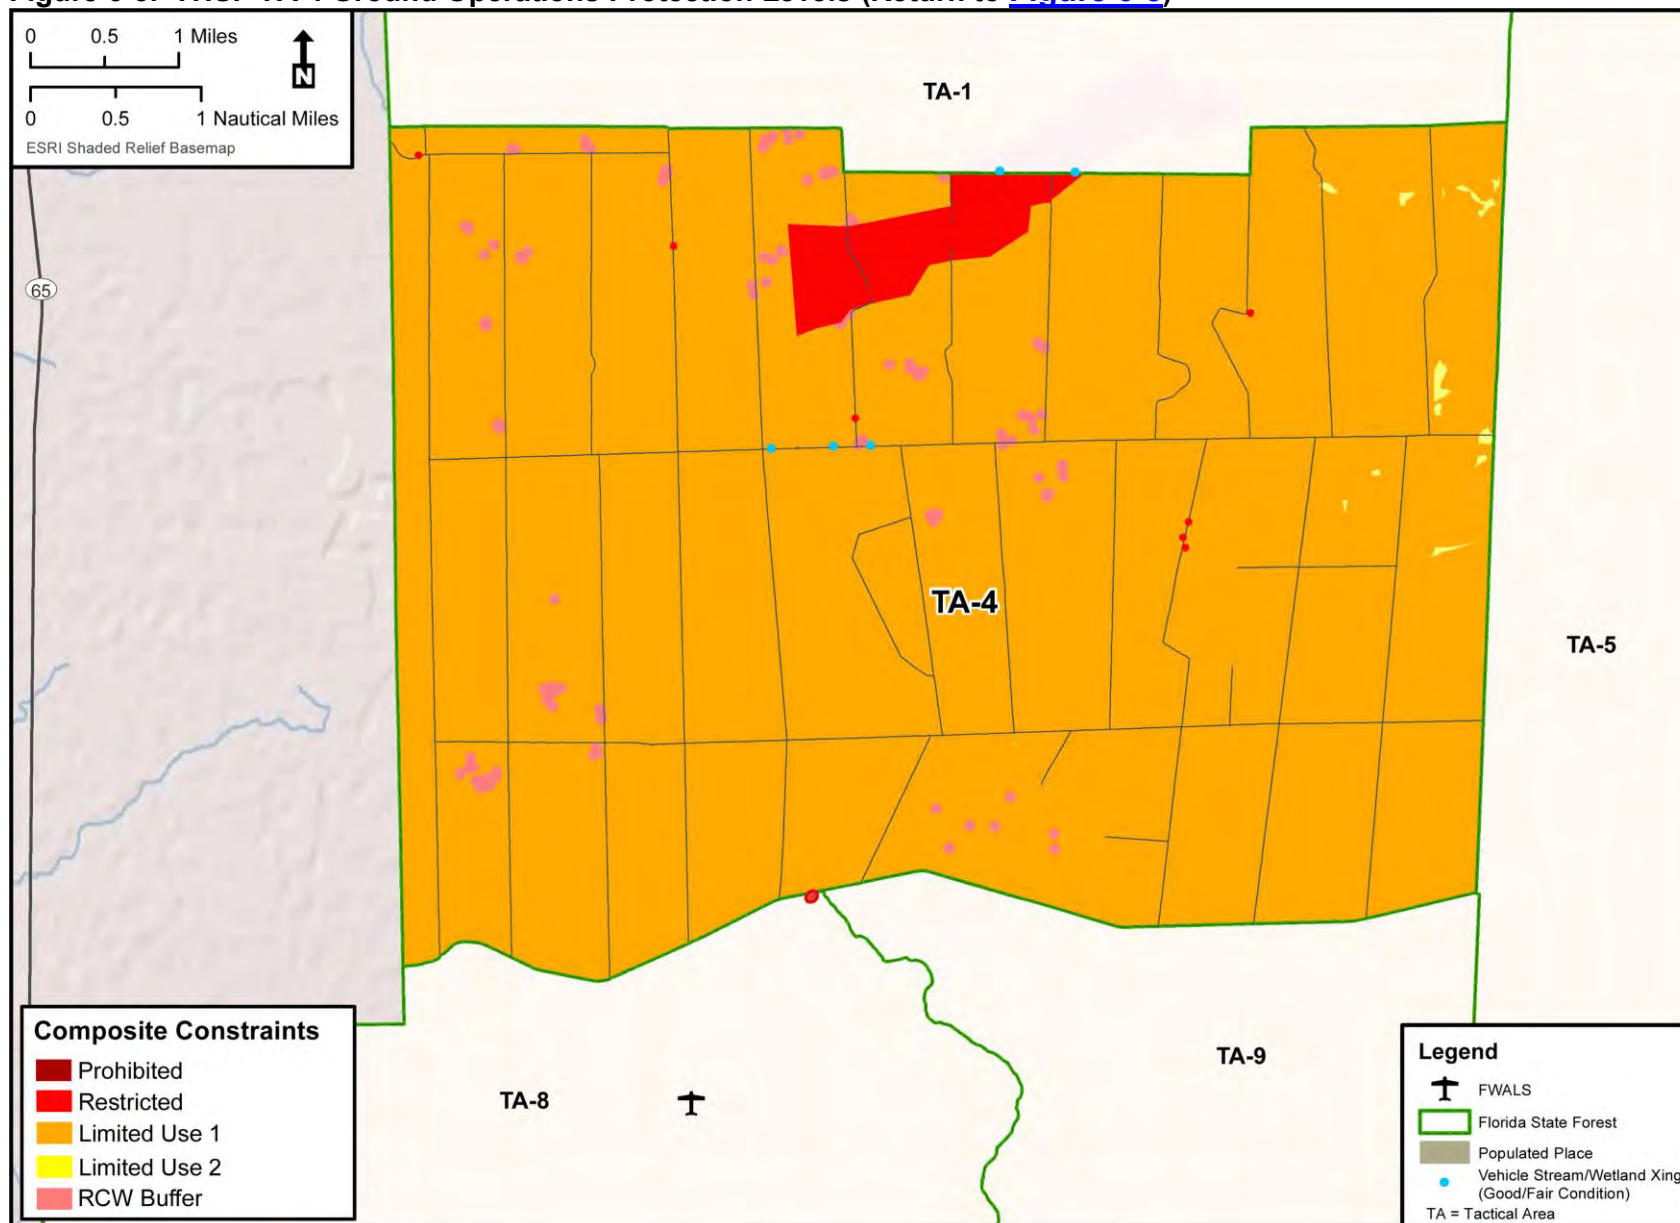 0 0.5 1 Miles
N
0 0.5 1 Nautical Miles
ESRI Shaded Relief Basemap
TA-1
65
TA-4
TA-5
TA-8
TA-9
Composite Constraints
Prohibited
Restricted
Limited Use 1
Limited Use 2
RCW Buffer
Legend
FWALS
Florida State Forest
Populated Place
Vehicle Stream/Wetland Xing
(Good/Fair Condition)
TA = Tactical Area